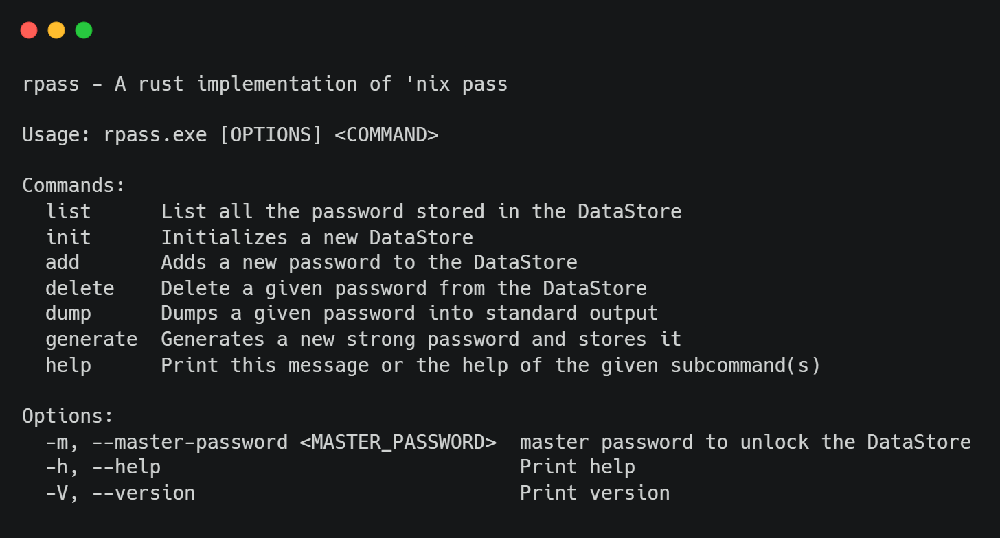 rpass - A rust implementation of 'nix pass
Usage: rpass.exe [OPTIONS] <COMMAND>
Commands:
  list      List all the password stored in the DataStore
  init      Initializes a new DataStore
  add       Adds a new password to the DataStore
  delete    Delete a given password from the DataStore
  dump      Dumps a given password into standard output
  generate  Generates a new strong password and stores it
  help      Print this message or the help of the given subcommand(s)
Options:
  -m, --master-password <MASTER_PASSWORD>  master password to unlock the DataStore
  -h, --help                               Print help
  -V, --version                            Print version